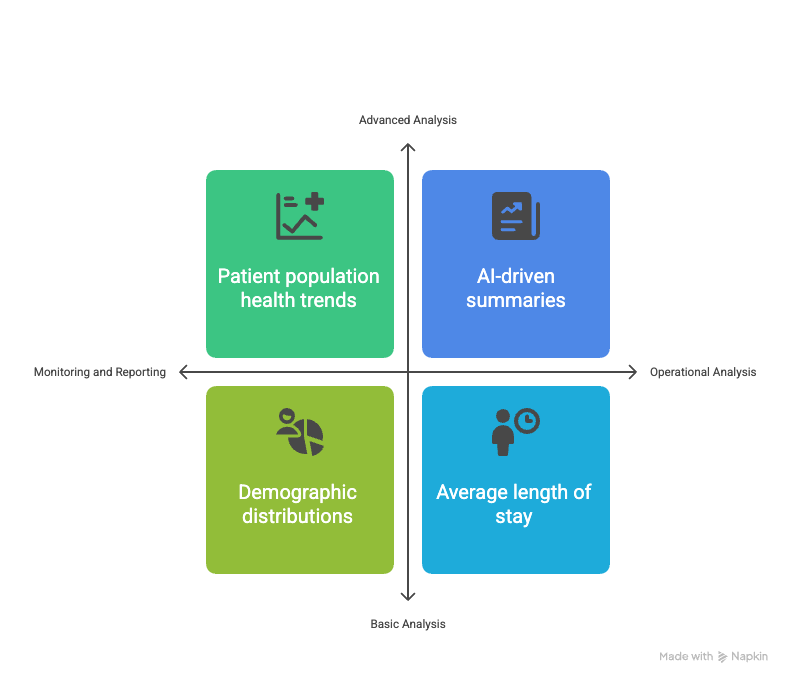 Advanced Analysis
Patient population
health trends
AI-driven
summaries
Monitoring and Reporting
Operational Analysis
Demographic
distributions
Average length of
stay
Basic Analysis
Made with Napkin